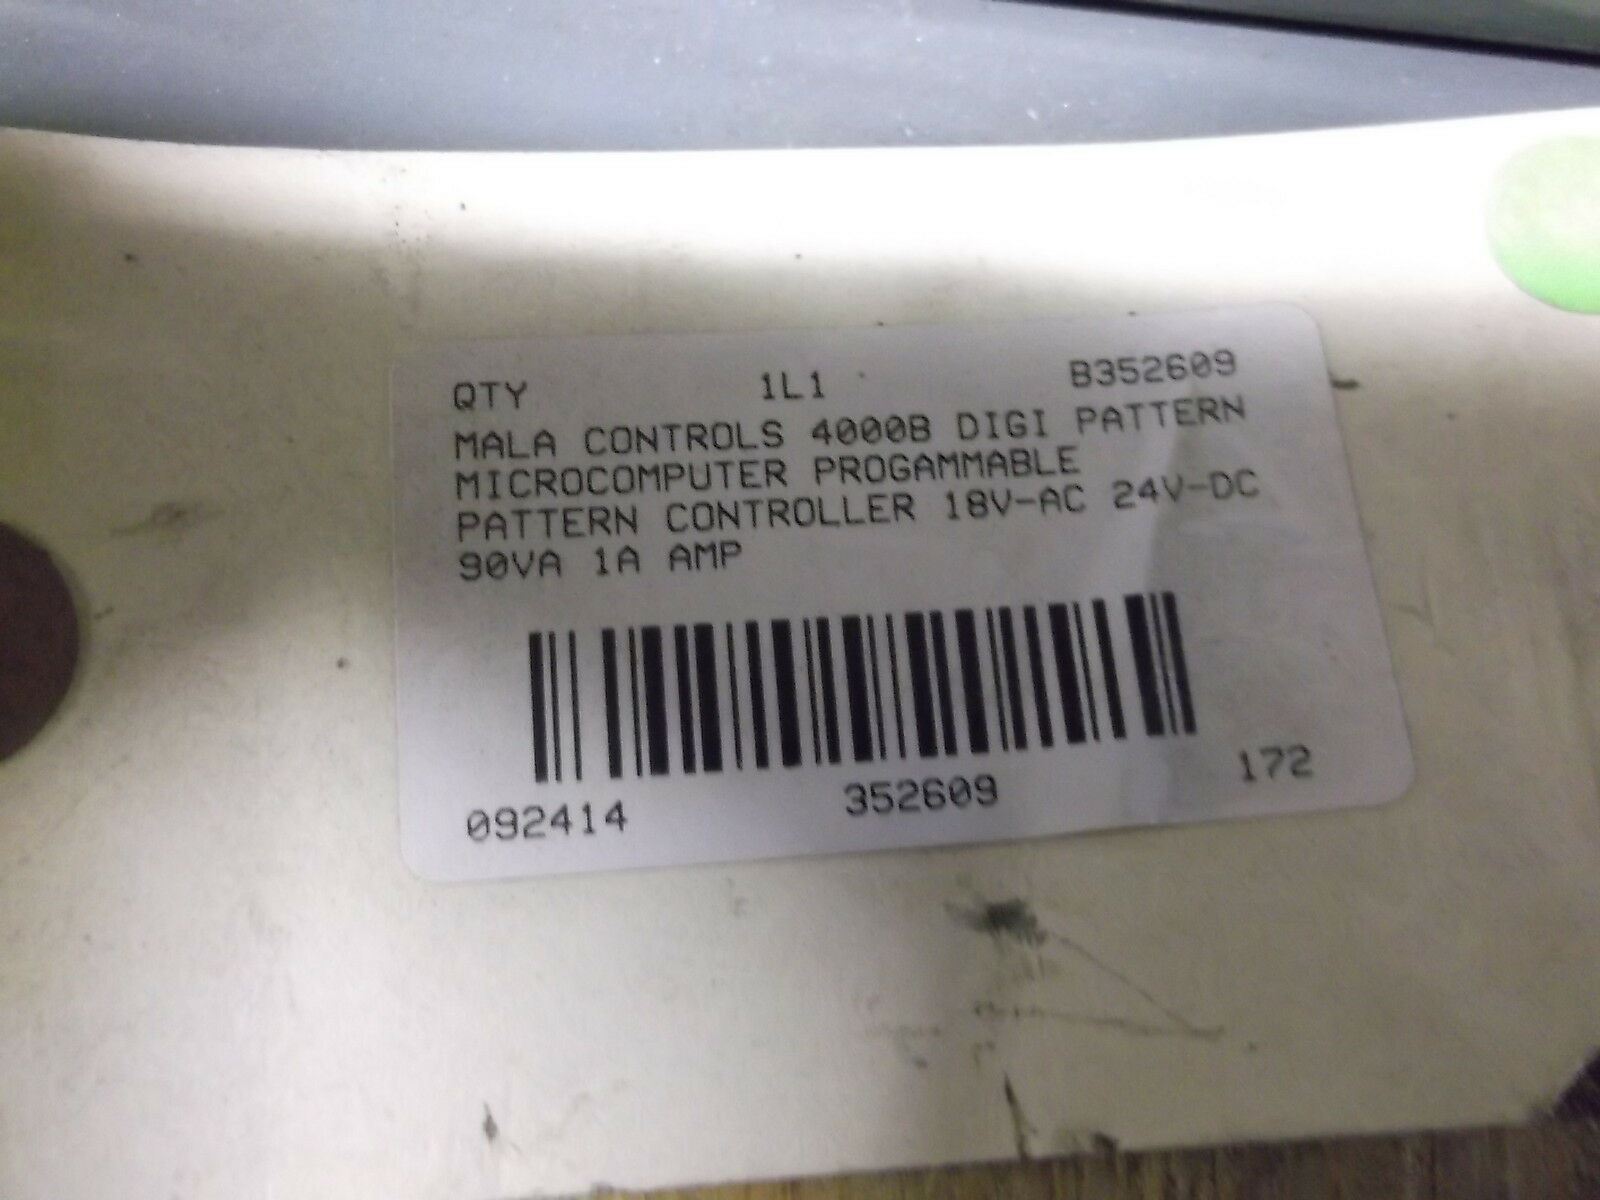 QTY 1L1 B352609
MALA CONTROLS 4000B DIGI PATTERN
MICROCOMPUTER PROGAMMABLE
PATTERN CONTROLLER 18V-AC 24V-DC
90VA 1A AMP
092414 352609 172